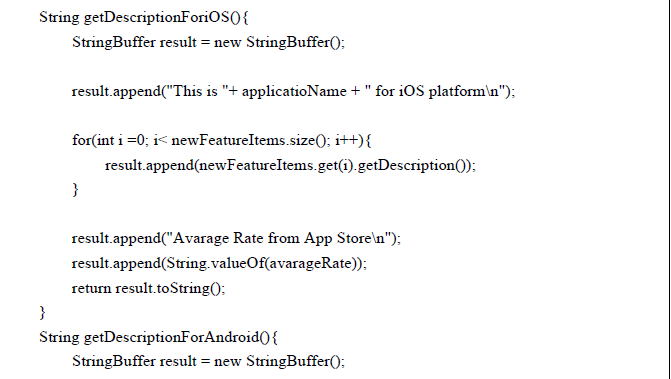 String getDescriptionForiOS(){
StringBuffer result = new StringBuffer();
result.append("This is "+ applicatioName + " for iOS platform\n");
for(int i =0; i< newFeatureItems.size(); i++){
result.append(newFeatureItems.get(i).getDescription());
}
result.append("Avarage Rate from App Store\n");
result.append(String.valueOf(avarageRate));
return result.toString();
}
String getDescriptionForAndroid(){
StringBuffer result = new StringBuffer();